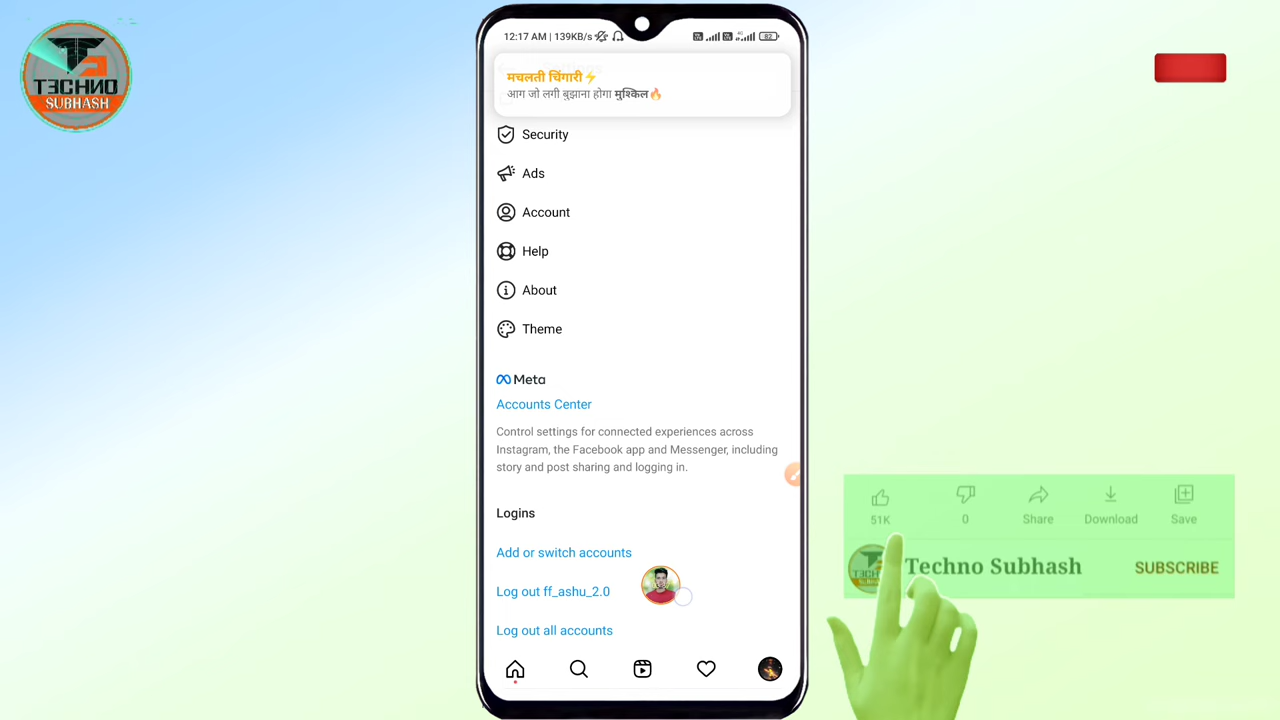 TECHNO
SUBHASH
12:17 AM | 139KB/s
82
मचलती चिंगारी⚡
आग जो लगी बुझाना होगा मुश्किल🔥
Security
Ads
Account
Help
About
Theme
Meta
Accounts Center
Control settings for connected experiences across
Instagram, the Facebook app and Messenger, including
story and post sharing and logging in.
Logins
Add or switch accounts
Log out ff_ashu_2.0
Log out all accounts
51K
0
Share
Download
Save
Techno Subhash
SUBSCRIBE